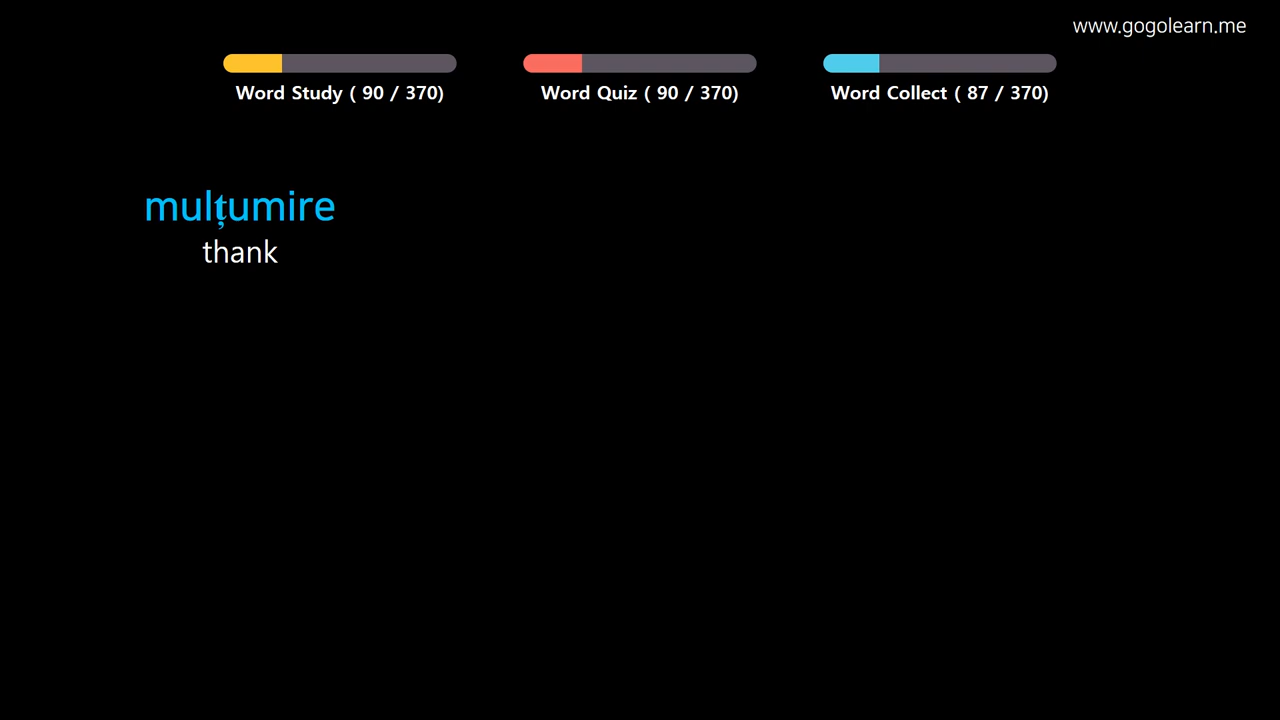 www.gogolearn.me
Word Study ( 90 / 370)
Word Quiz ( 90 / 370)
Word Collect ( 87 / 370)
mulțumire
thank